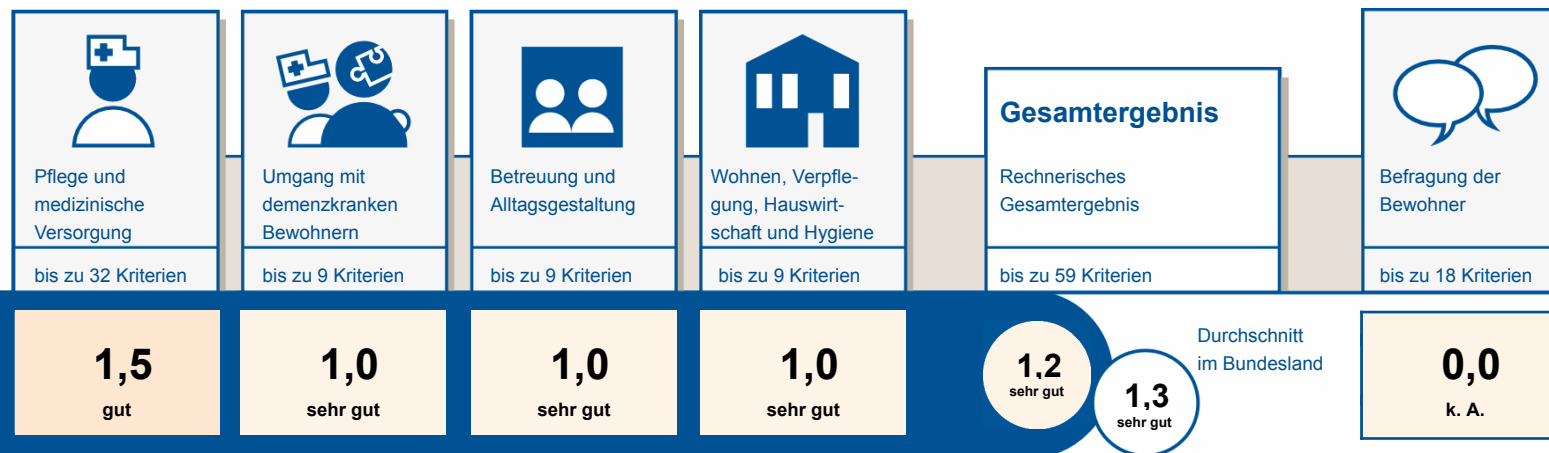 Pflege und
medizinische
Versorgung
bis zu 32 Kriterien
1,5
gut
Umgang mit
demenzkranken
Bewohnern
bis zu 9 Kriterien
1,0
sehr gut
Betreuung und
Alltagsgestaltung
bis zu 9 Kriterien
1,0
sehr gut
Wohnen, Verpfle-
gung, Hauswirt-
schaft und Hygiene
bis zu 9 Kriterien
1,0
sehr gut
Gesamtergebnis
Rechnerisches
Gesamtergebnis
bis zu 59 Kriterien
1,2
sehr gut
1,3
sehr gut
Durchschnitt
im Bundesland
Befragung der
Bewohner
bis zu 18 Kriterien
0,0
k. A.